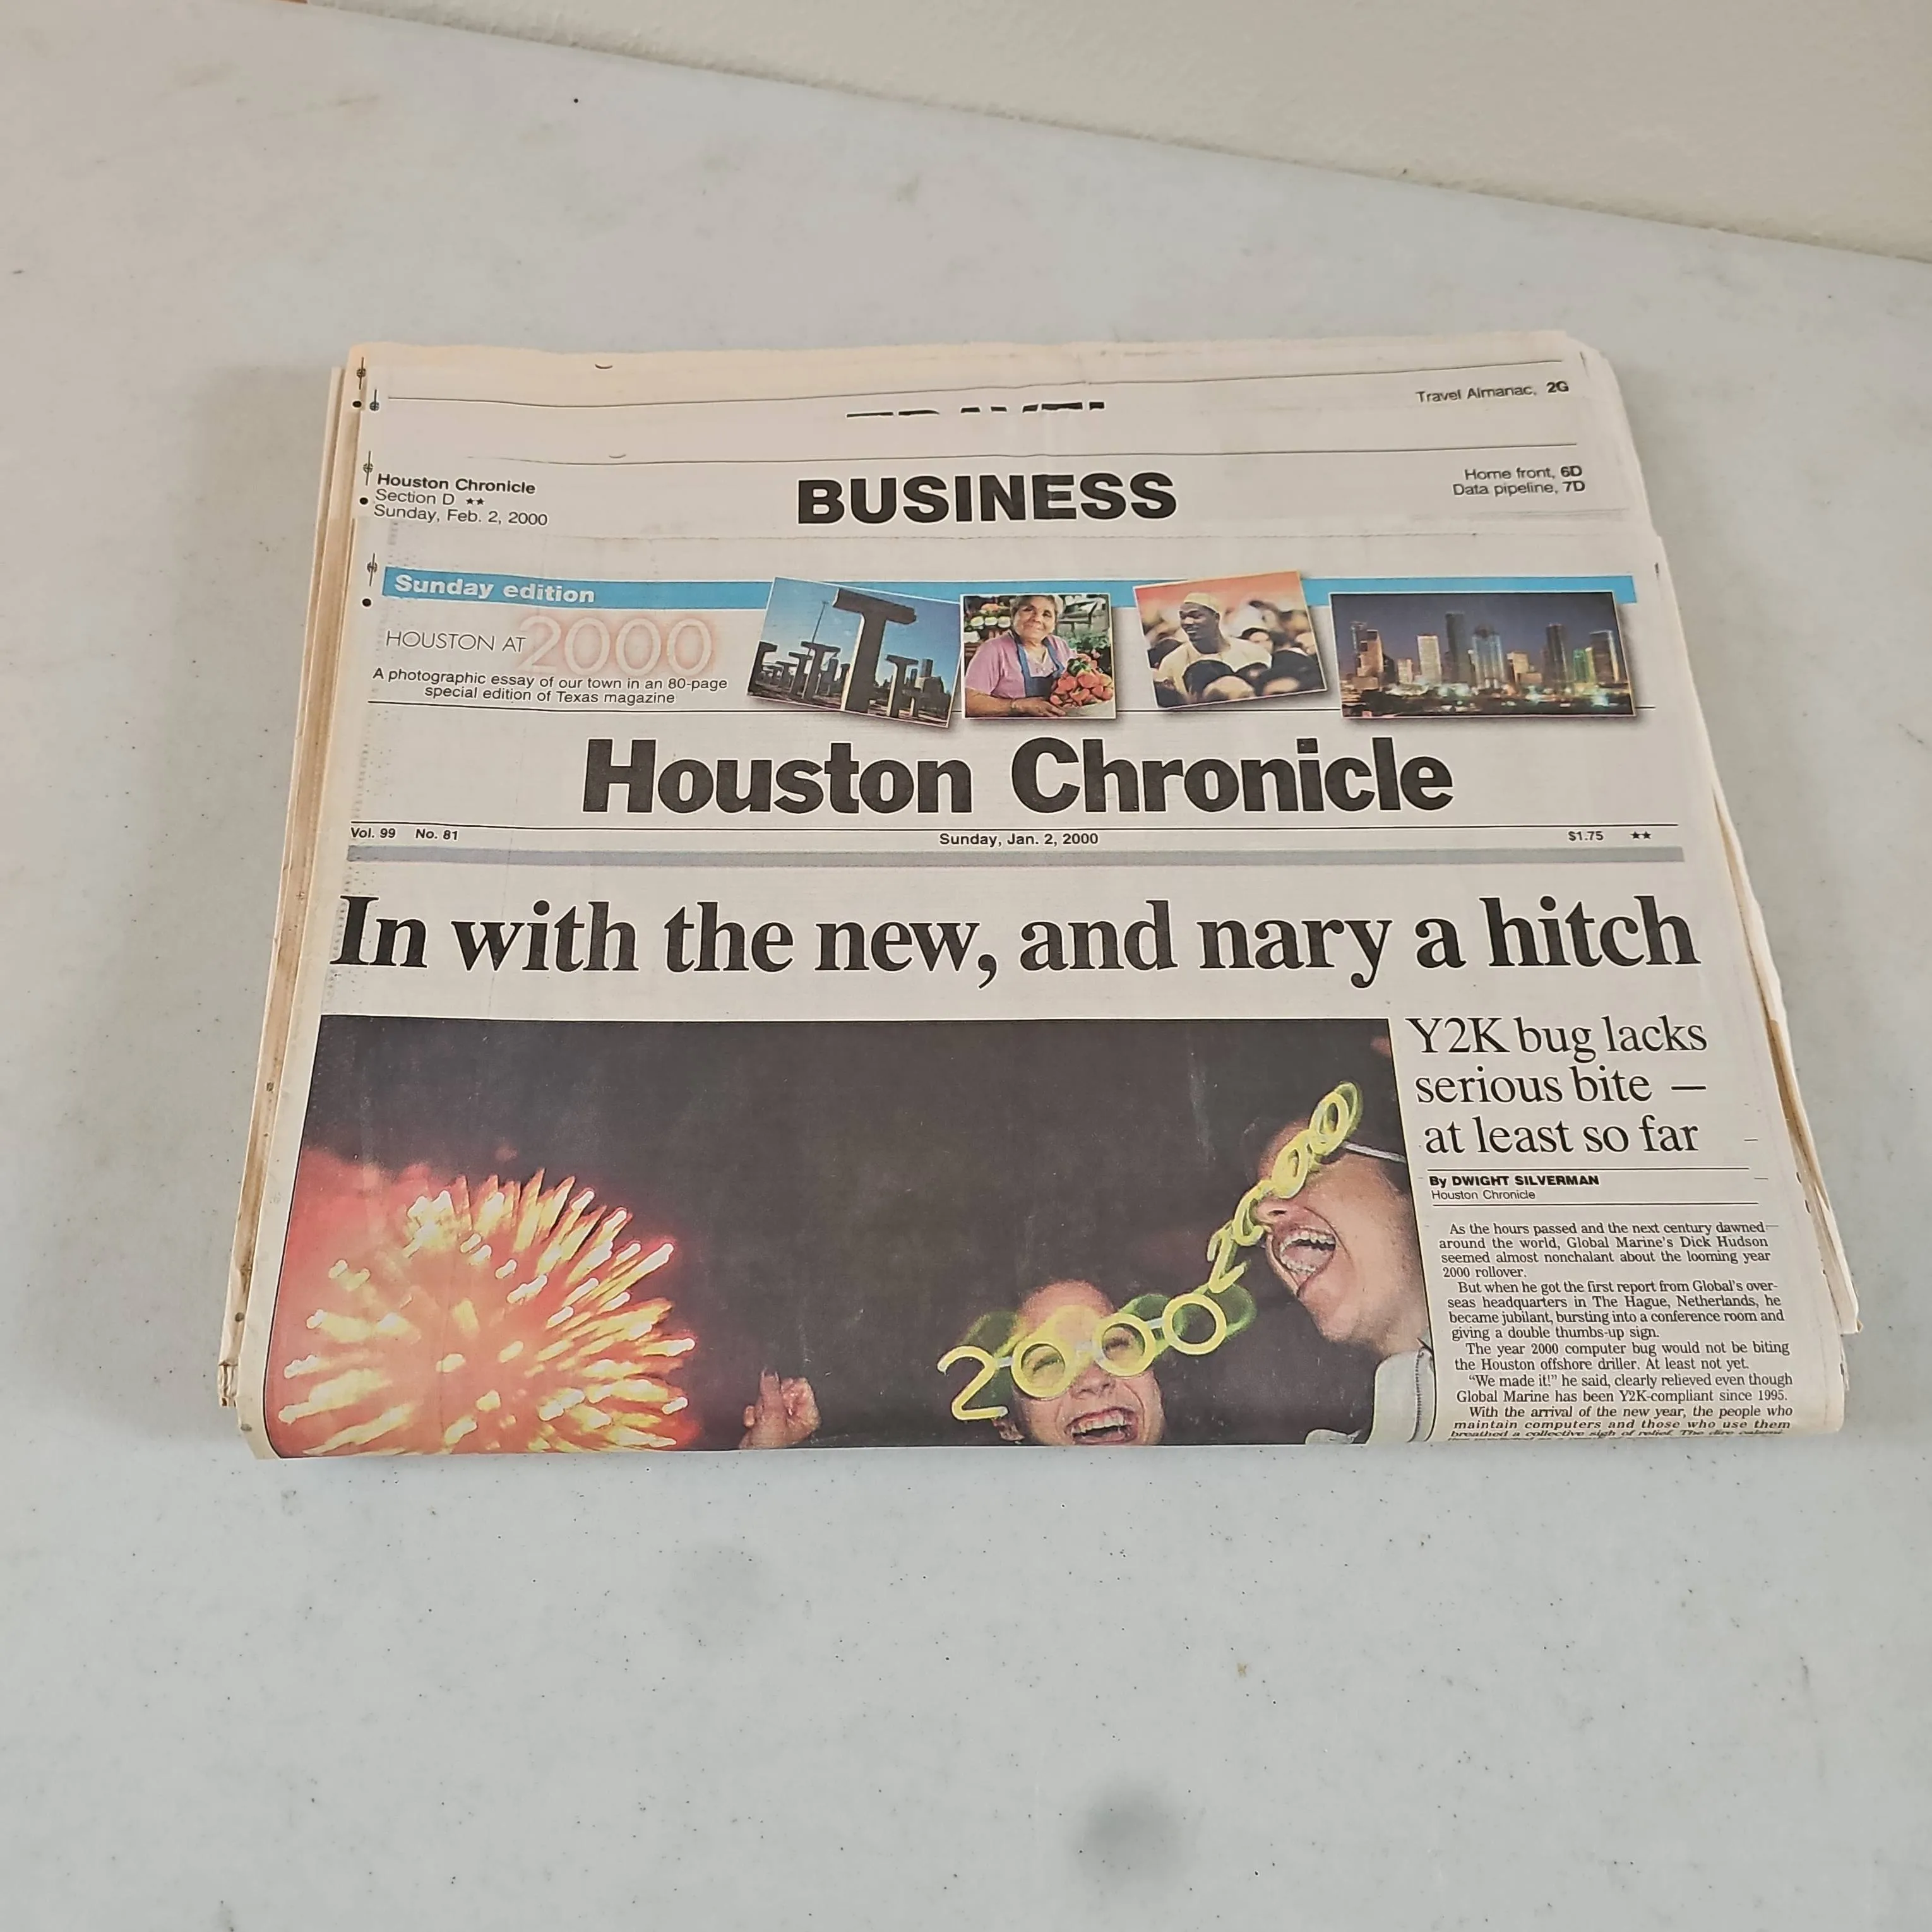 Travel Almanac, 2G
Houston Chronicle
Section D ★★
Sunday, Feb. 2, 2000
BUSINESS
Home front, 6D
Data pipeline, 7D
Sunday edition
HOUSTON AT 2000
A photographic essay of our town in an 80-page
special edition of Texas magazine
Houston Chronicle
Vol. 99 No. 81
Sunday, Jan. 2, 2000
$1.75 ★★
In with the new, and nary a hitch
2000
2000
Y2K bug lacks
serious bite —
at least so far
By DWIGHT SILVERMAN
Houston Chronicle
As the hours passed and the next century dawned
around the world, Global Marine's Dick Hudson
seemed almost nonchalant about the looming year
2000 rollover.
But when he got the first report from Global's over-
seas headquarters in The Hague, Netherlands, he
became jubilant, bursting into a conference room and
giving a double thumbs-up sign.
The year 2000 computer bug would not be biting
the Houston offshore driller. At least not yet.
"We made it!" he said, clearly relieved even though
Global Marine has been Y2K-compliant since 1995.
With the arrival of the new year, the people who
maintain computers and those who use them
breathed a collective sigh of relief. The dire